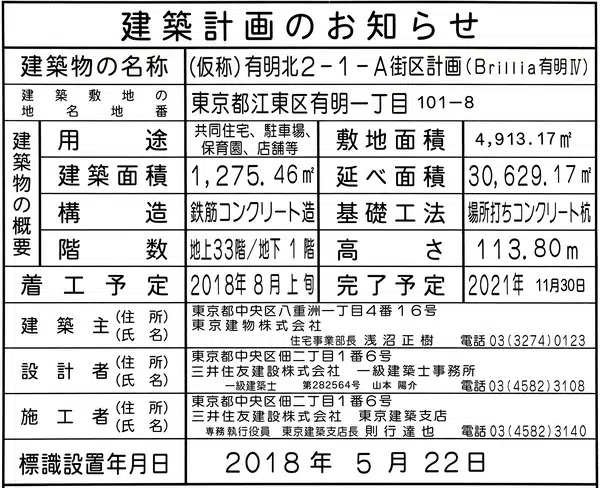 建築計画のお知らせ
建築物の名称 (仮称)有明北2-1-A街区計画(Brillia有明Ⅳ)
建築敷地の
地名地番 東京都江東区有明一丁目 101-8
建築物の概要
用途 共同住宅、駐車場、
保育園、店舗等
敷地面積 4,913.17㎡
建築面積 1,275.46㎡ 延べ面積 30,629.17㎡
構造 鉄筋コンクリート造 基礎工法 場所打ちコンクリート杭
階数 地上33階/地下1階 高さ 113.80m
着工予定 2018年8月上旬 完了予定 2021年 11月30日
建築主(住所)
(氏名)
東京都中央区八重洲一丁目4番16号
東京建物株式会社
住宅事業部長 浅沼正樹 電話03(3274)0123
設計者(住所)
(氏名)
東京都中央区佃二丁目1番6号
三井住友建設株式会社 一級建築士事務所
一級建築士 第282564号 山本 陽介 電話03(4582)3108
施工者(住所)
(氏名)
東京都中央区佃二丁目1番6号
三井住友建設株式会社 東京建築支店
専務執行役員 東京建築支店長 則行達也 電話03(4582)3140
標識設置年月日 2018年 5月 22日